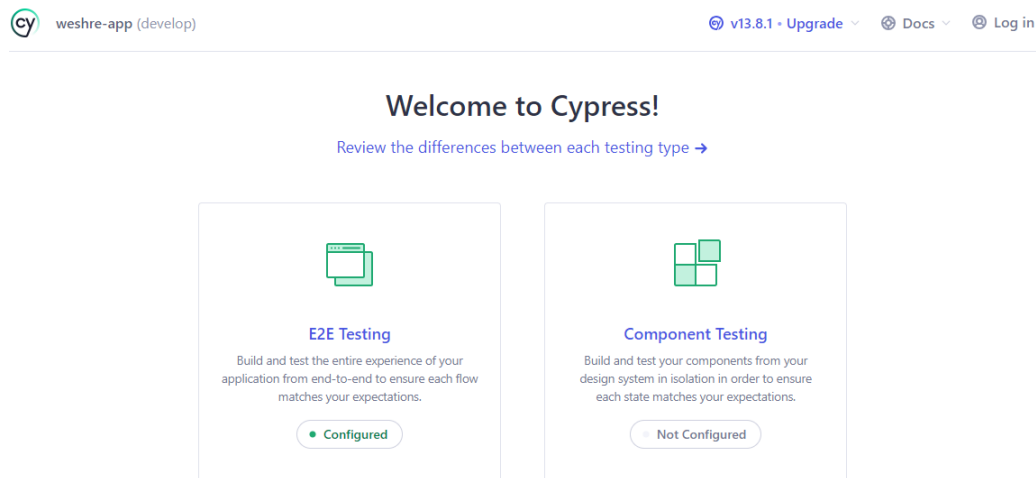 cy weshre-app (develop) cy v13.8.1 • Upgrade Docs Log in
Welcome to Cypress!
Review the differences between each testing type →
E2E Testing
Build and test the entire experience of your
application from end-to-end to ensure each flow
matches your expectations.
Configured
Component Testing
Build and test your components from your
design system in isolation in order to ensure
each state matches your expectations.
Not Configured